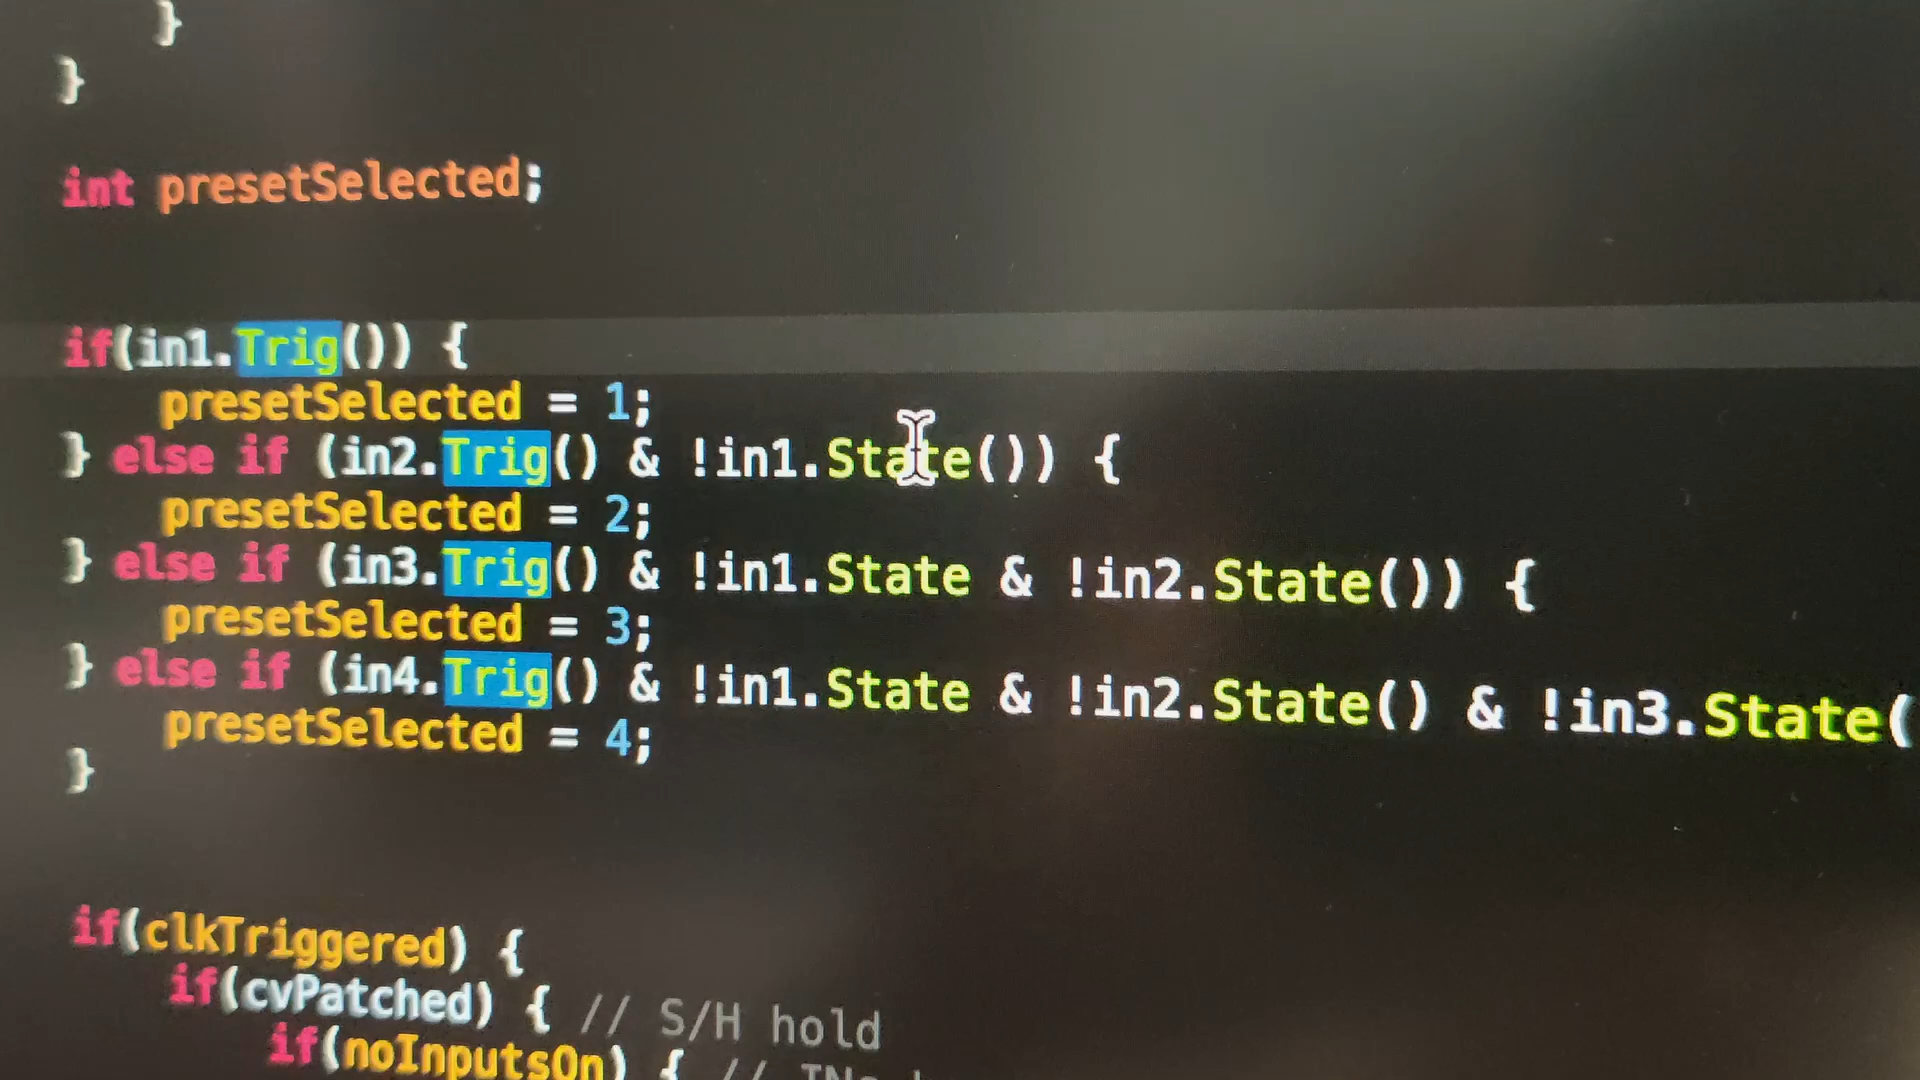 }
}
int presetSelected;
if(in1.Trig()) {
presetSelected = 1;
} else if (in2.Trig() & !in1.State()) {
presetSelected = 2;
} else if (in3.Trig() & !in1.State & !in2.State()) {
presetSelected = 3;
} else if (in4.Trig() & !in1.State & !in2.State() & !in3.State(
presetSelected = 4;
}
if(clkTriggered) {
if(cvPatched) { // S/H hold
if(noInputsOn) { //